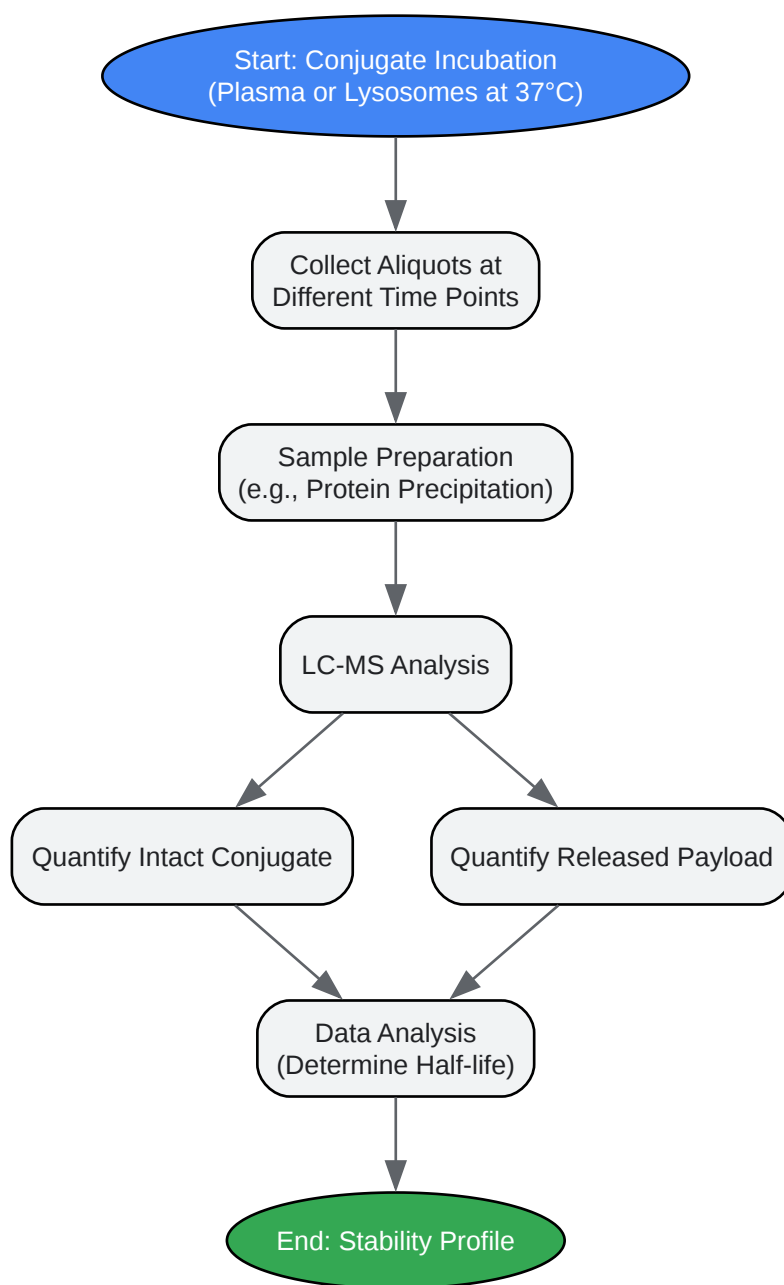 Start: Conjugate Incubation
(Plasma or Lysosomes at 37°C)
Collect Aliquots at
Different Time Points
Sample Preparation
(e.g., Protein Precipitation)
LC-MS Analysis
Quantify Intact Conjugate
Quantify Released Payload
Data Analysis
(Determine Half-life)
End: Stability Profile